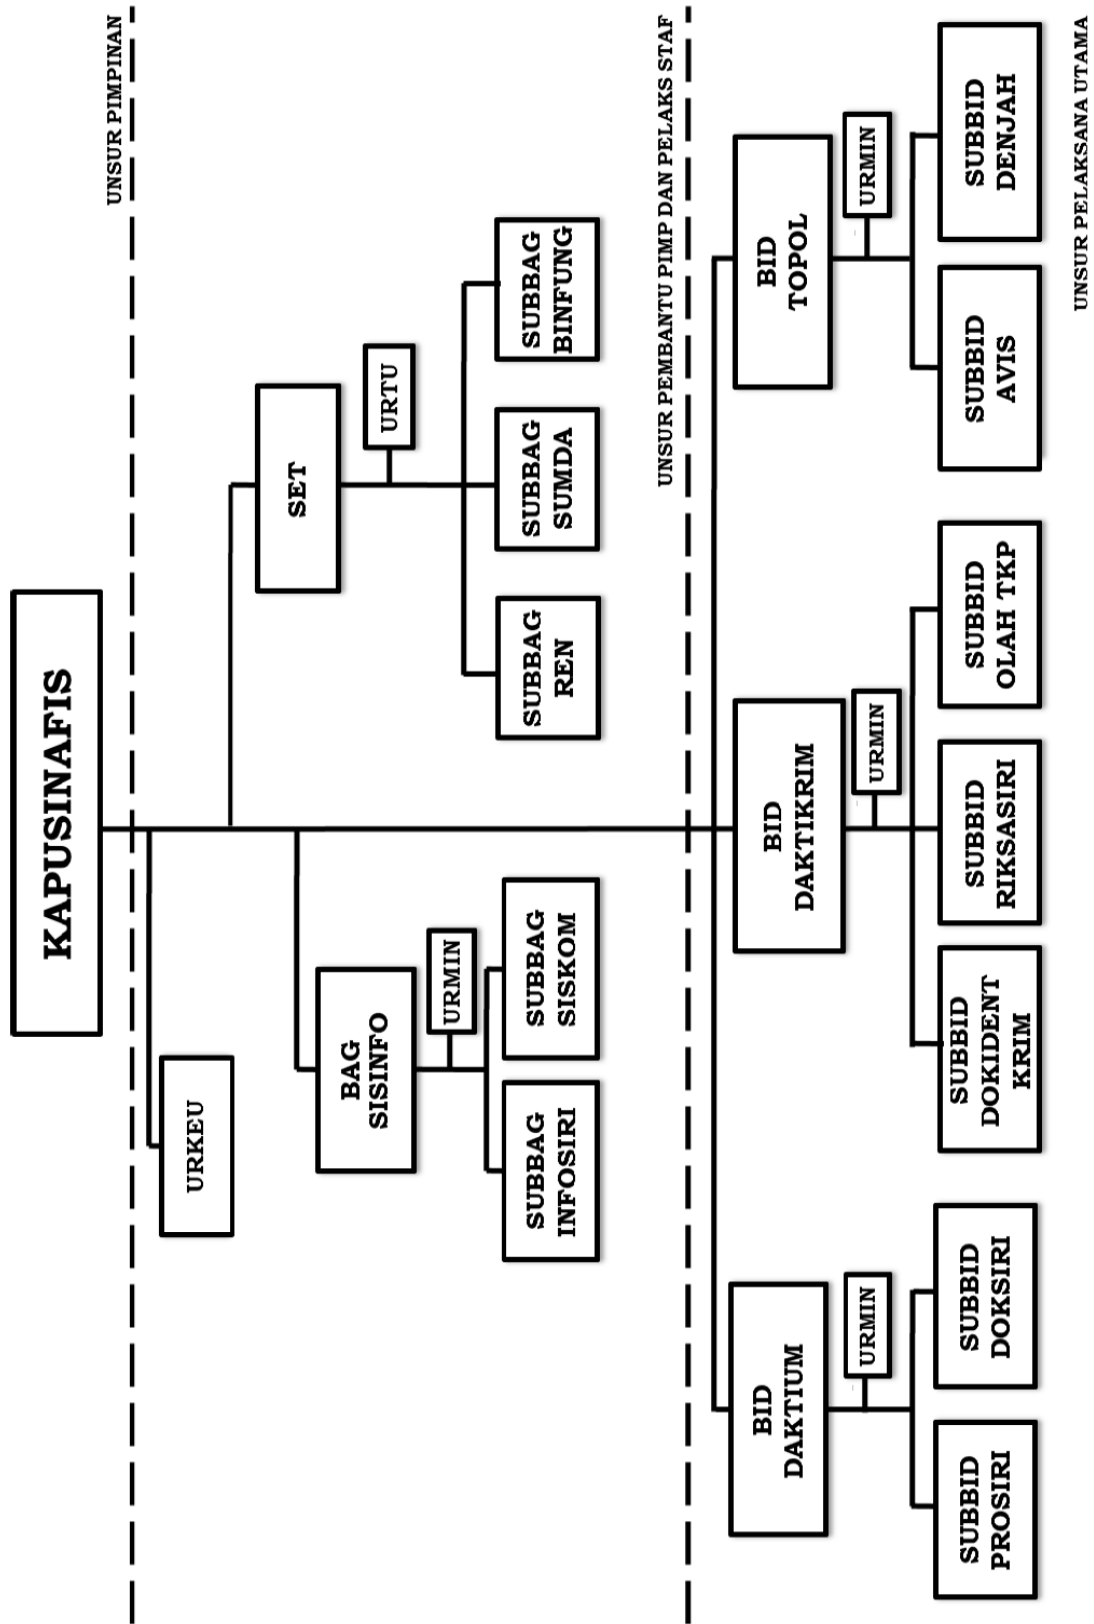 KAPUSINAFIS
UNSUR PIMPINAN
URKEU
SET
BAG
SISINFO
URTU
URMIN
SUBBAG
INFOSIRI
SUBBAG
SISKOM
SUBBAG
REN
SUBBAG
SUMDA
SUBBAG
BINFUNG
UNSUR PEMBANTU PIMP DAN PELAKS STAF
BID
DAKTIUM
BID
DAKTIKRIM
BID
TOPOL
URMIN
URMIN
URMIN
SUBBID
PROSIRI
SUBBID
DOKSIRI
SUBBID
DOKIDENT
KRIM
SUBBID
RIKSASIRI
SUBBID
OLAH TKP
SUBBID
AVIS
SUBBID
DENJAH
UNSUR PELAKSANA UTAMA